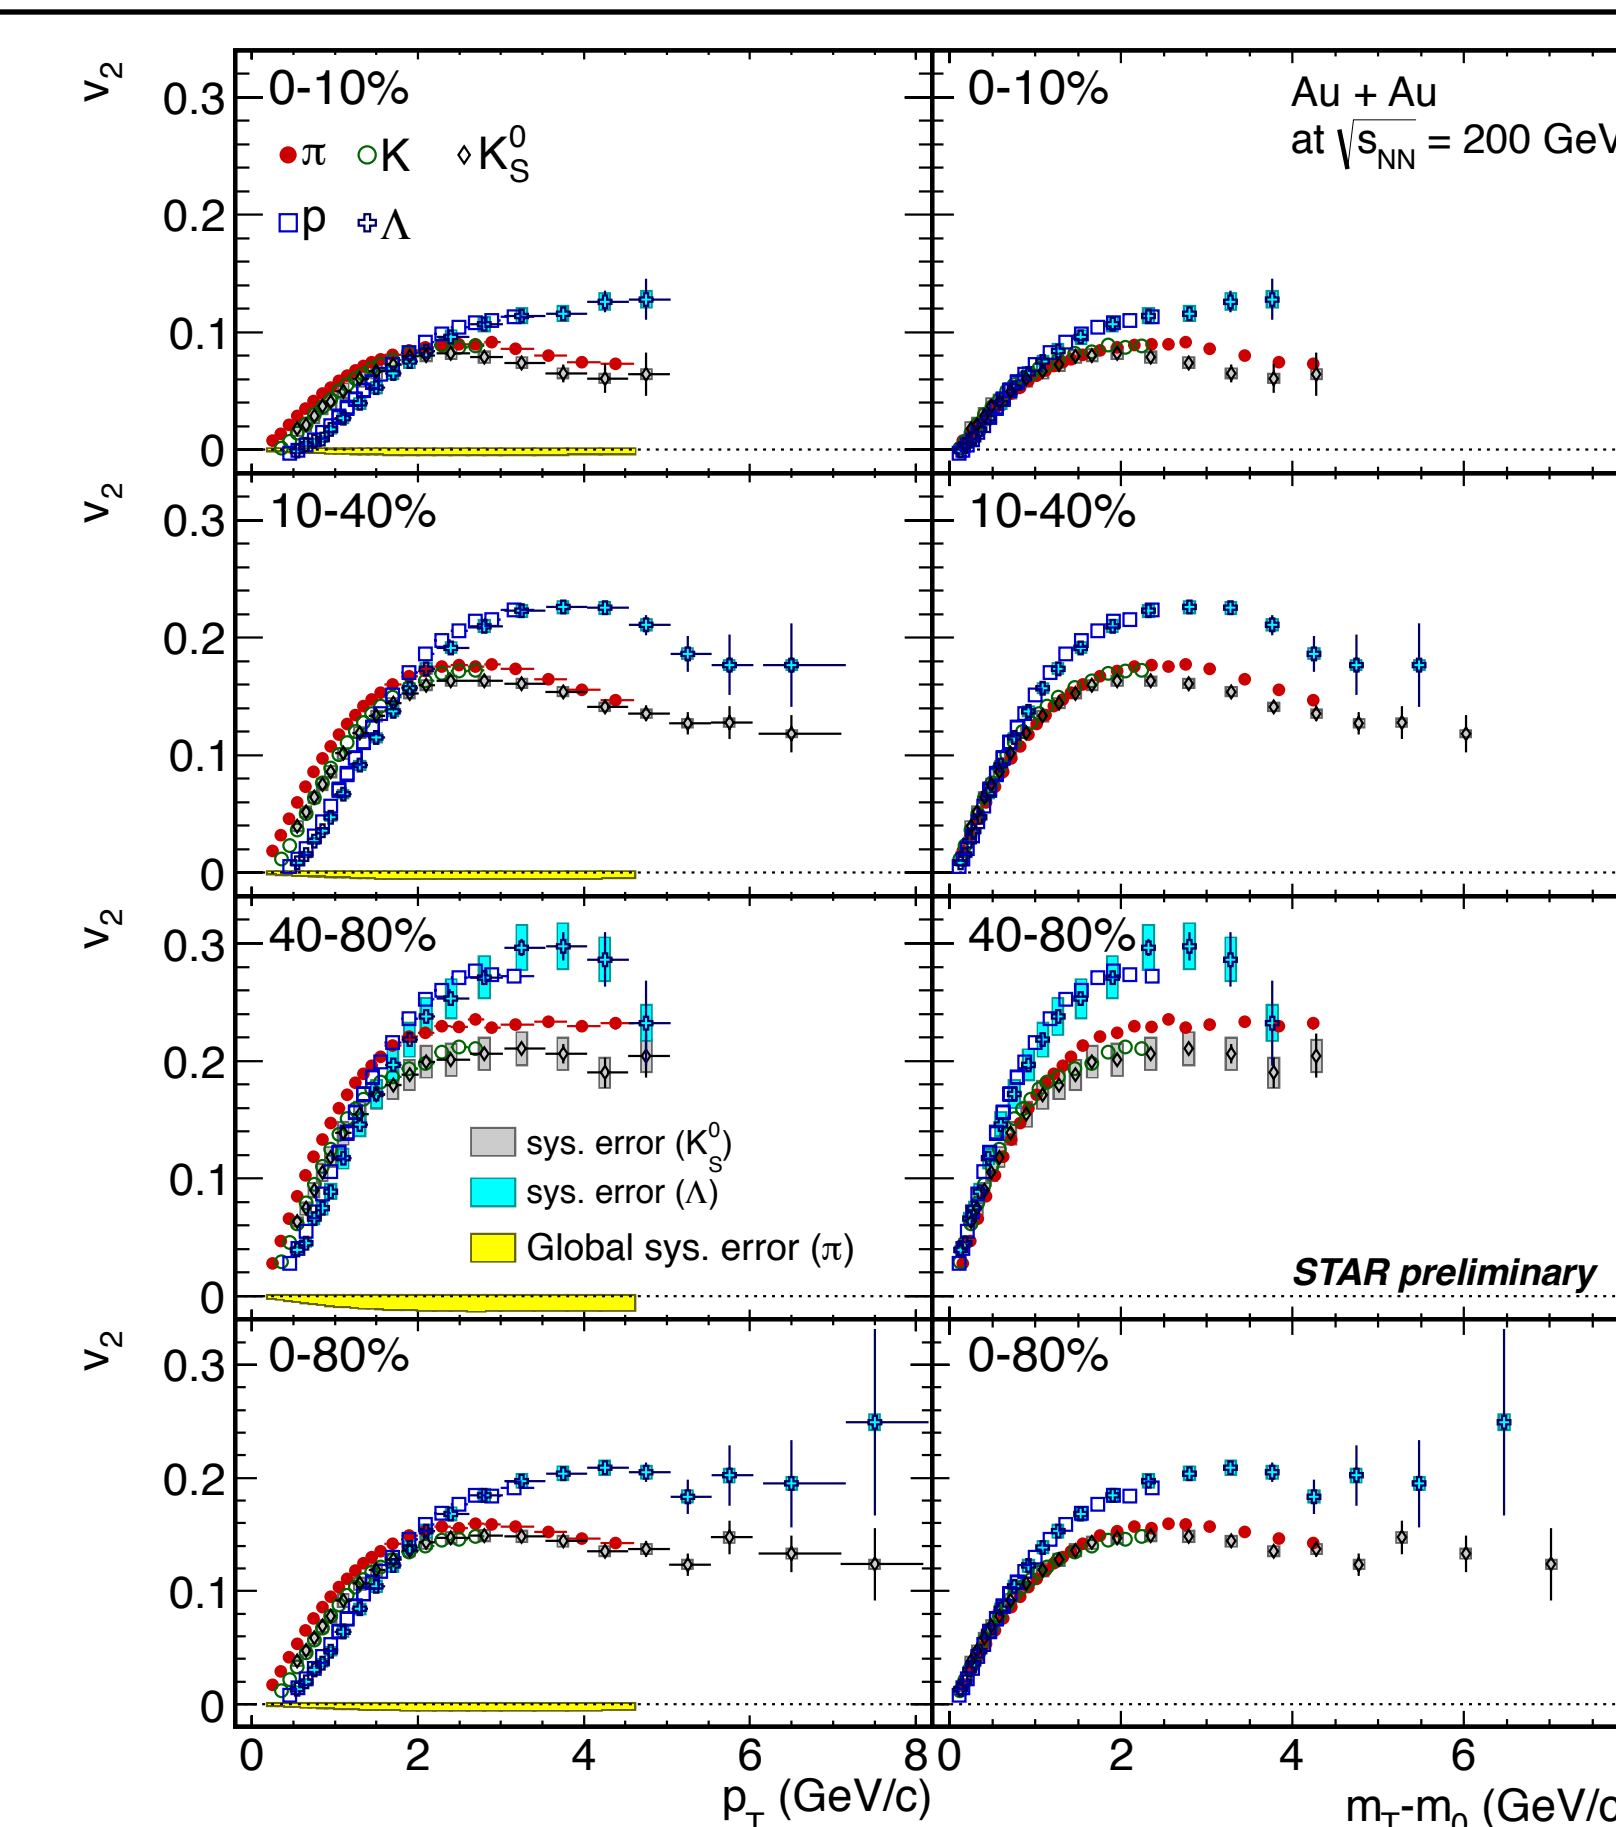 v2
0.3
0.2
0.1
0
0-10%
π K K0S
p Λ
0-10%
Au + Au
at √sNN = 200 GeV
v2
0.3
0.2
0.1
0
10-40%
10-40%
v2
0.3
0.2
0.1
0
40-80%
sys. error (K0S)
sys. error (Λ)
Global sys. error (π)
40-80%
STAR preliminary
v2
0.3
0.2
0.1
0
0-80%
0-80%
0 2 4 6 8
pT (GeV/c)
0 2 4 6
mT-m0 (GeV/c